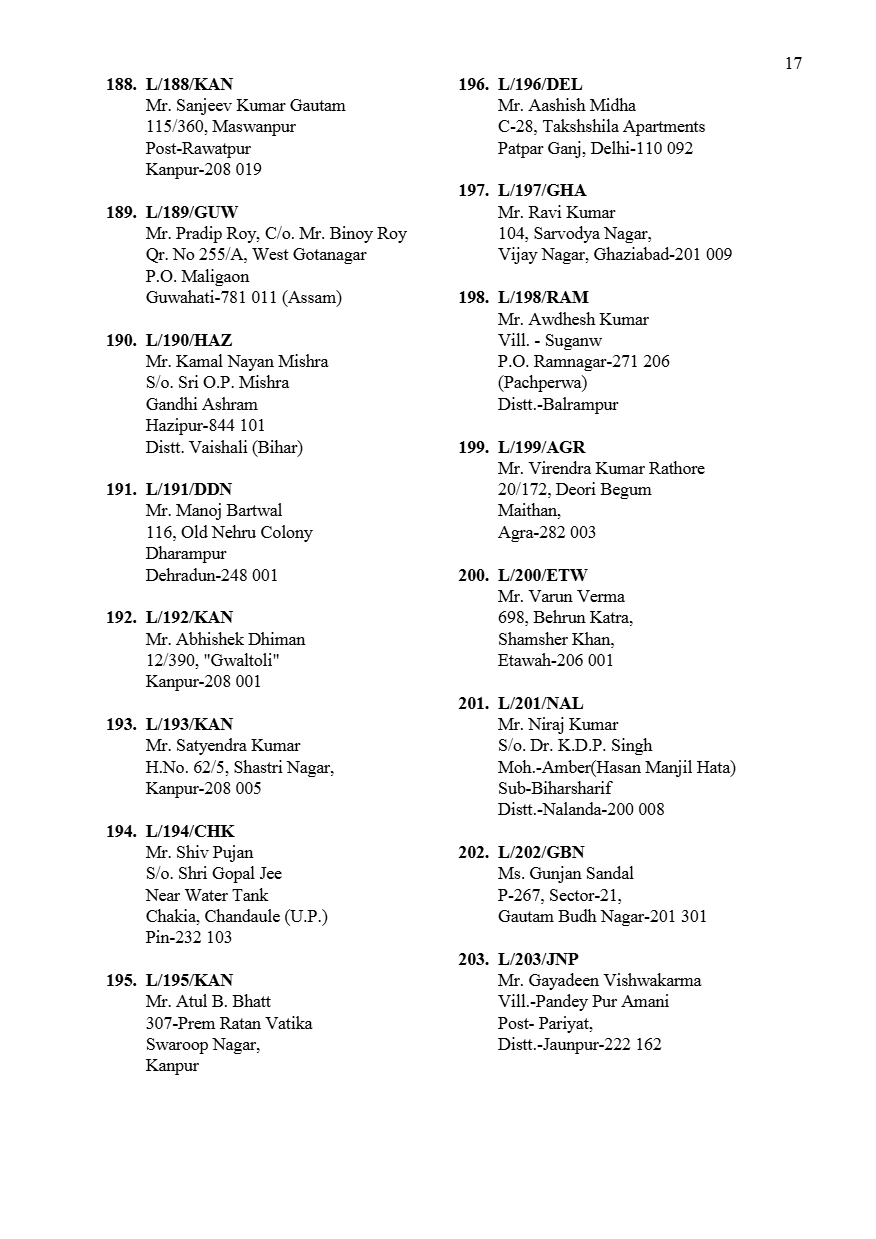 17
188. L/188/KAN
Mr. Sanjeev Kumar Gautam
115/360, Maswanpur
Post-Rawatpur
Kanpur-208 019
189. L/189/GUW
Mr. Pradip Roy, C/o. Mr. Binoy Roy
Qr. No 255/A, West Gotanagar
P.O. Maligaon
Guwahati-781 011 (Assam)
190. L/190/HAZ
Mr. Kamal Nayan Mishra
S/o. Sri O.P. Mishra
Gandhi Ashram
Hazipur-844 101
Distt. Vaishali (Bihar)
191. L/191/DDN
Mr. Manoj Bartwal
116, Old Nehru Colony
Dharampur
Dehradun-248 001
192. L/192/KAN
Mr. Abhishek Dhiman
12/390, "Gwaltoli"
Kanpur-208 001
193. L/193/KAN
Mr. Satyendra Kumar
H.No. 62/5, Shastri Nagar,
Kanpur-208 005
194. L/194/CHK
Mr. Shiv Pujan
S/o. Shri Gopal Jee
Near Water Tank
Chakia, Chandaule (U.P.)
Pin-232 103
195. L/195/KAN
Mr. Atul B. Bhatt
307-Prem Ratan Vatika
Swaroop Nagar,
Kanpur
196. L/196/DEL
Mr. Aashish Midha
C-28, Takshshila Apartments
Patpar Ganj, Delhi-110 092
197. L/197/GHA
Mr. Ravi Kumar
104, Sarvodya Nagar,
Vijay Nagar, Ghaziabad-201 009
198. L/198/RAM
Mr. Awdhesh Kumar
Vill. - Suganw
P.O. Ramnagar-271 206
(Pachperwa)
Distt.-Balrampur
199. L/199/AGR
Mr. Virendra Kumar Rathore
20/172, Deori Begum
Maithan,
Agra-282 003
200. L/200/ETW
Mr. Varun Verma
698, Behrun Katra,
Shamsher Khan,
Etawah-206 001
201. L/201/NAL
Mr. Niraj Kumar
S/o. Dr. K.D.P. Singh
Moh.-Amber(Hasan Manjil Hata)
Sub-Biharsharif
Distt.-Nalanda-200 008
202. L/202/GBN
Ms. Gunjan Sandal
P-267, Sector-21,
Gautam Budh Nagar-201 301
203. L/203/JNP
Mr. Gayadeen Vishwakarma
Vill.-Pandey Pur Amani
Post- Pariyat,
Distt.-Jaunpur-222 162